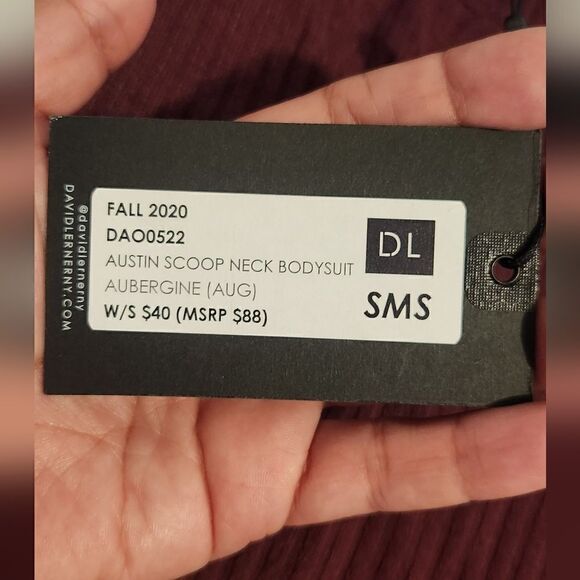 FALL 2020
DAO0522
AUSTIN SCOOP NECK BODYSUIT
AUBERGINE (AUG)
W/S $40 (MSRP $88)
DL
SMS
@davidlernerny
DAVIDLERNERNY.COM